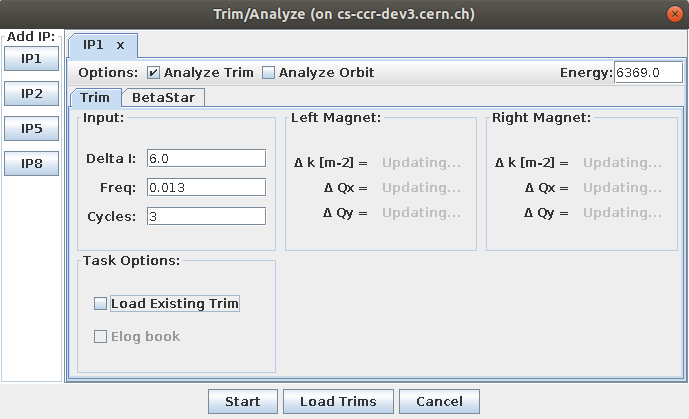 Trim/Analyze (on cs-ccr-dev3.cern.ch)
Add IP:
IP1
IP2
IP5
IP8
IP1 x
Options: Analyze Trim Analyze Orbit Energy: 6369.0
Trim BetaStar
Input:
Delta I: 6.0
Freq: 0.013
Cycles: 3
Left Magnet:
Δ k [m-2] = Updating...
Δ Qx = Updating...
Δ Qy = Updating...
Right Magnet:
Δ k [m-2] = Updating...
Δ Qx = Updating...
Δ Qy = Updating...
Task Options:
Load Existing Trim
Elog book
Start Load Trims Cancel